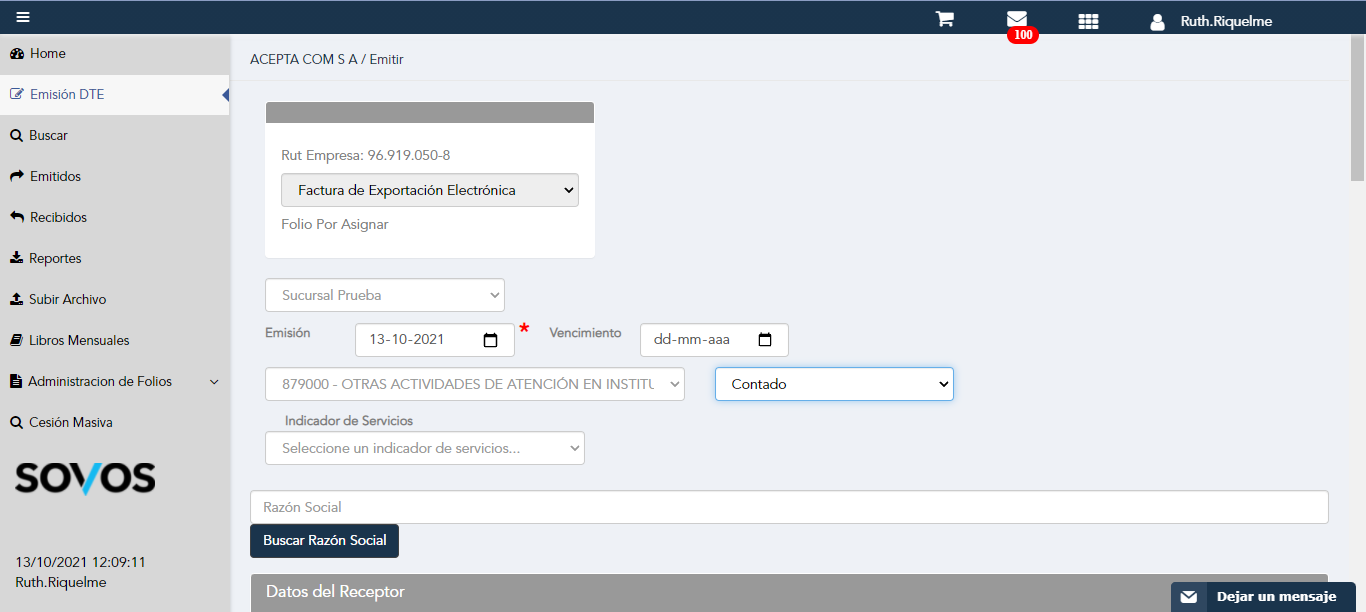 100
Ruth.Riquelme
Home
Emisión DTE
Buscar
Emitidos
Recibidos
Reportes
Subir Archivo
Libros Mensuales
Administracion de Folios
Cesión Masiva
SOVOS
13/10/2021 12:09:11
Ruth.Riquelme
ACEPTA COM S A / Emitir
Rut Empresa: 96.919.050-8
Factura de Exportación Electrónica
Folio Por Asignar
Sucursal Prueba
Emisión 13-10-2021 * Vencimiento dd-mm-aaa
879000 - OTRAS ACTIVIDADES DE ATENCIÓN EN INSTITU Contado
Indicador de Servicios
Seleccione un indicador de servicios...
Razón Social
Buscar Razón Social
Datos del Receptor
Dejar un mensaje